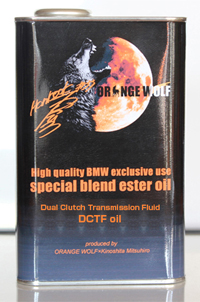 ORANGE WOLF
High quality BMW exclusive use
special blend ester oil
Dual Clutch Transmission Fluid
DCTF oil
produced by
ORANGE WOLF×Kinoshita Mitsuhiro